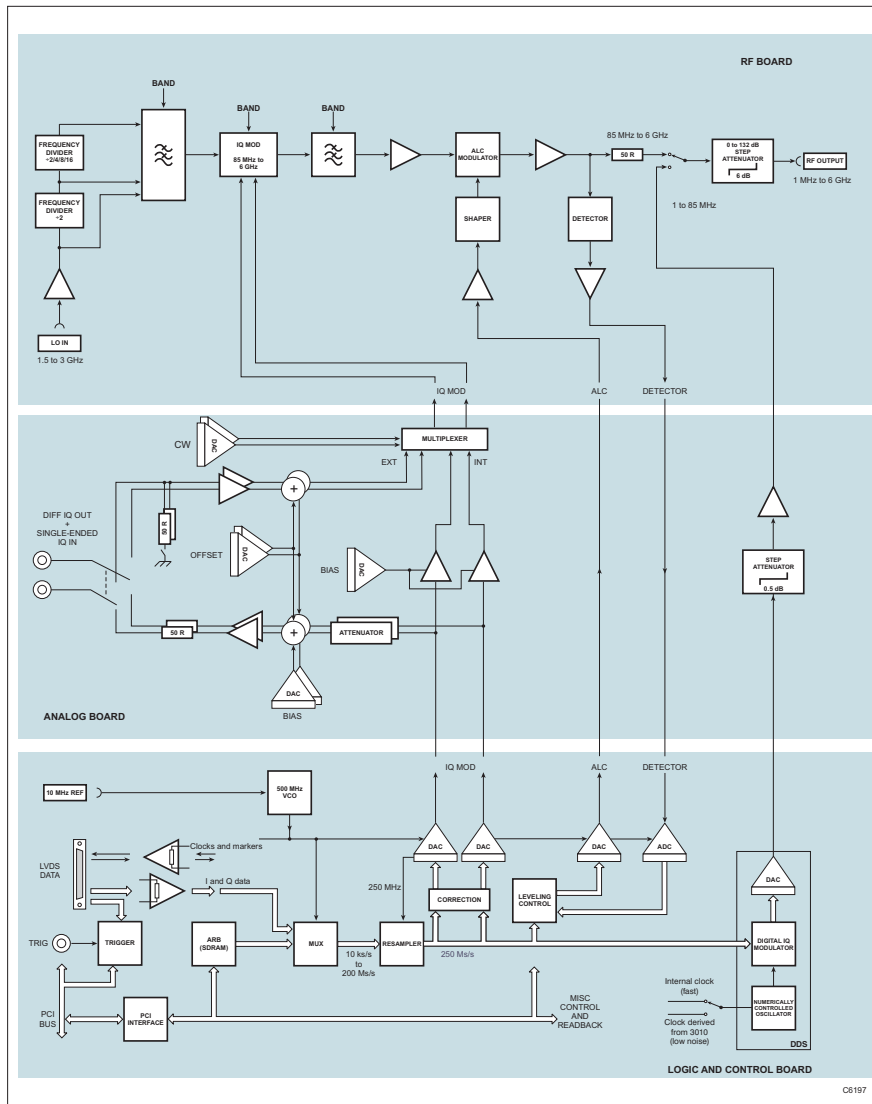 RF BOARD
BAND
BAND
BAND
FREQUENCY
DIVIDER
÷2/4/8/16
FREQUENCY
DIVIDER
÷2
LO IN
1.5 to 3 GHz
IQ MOD
85 MHz to
6 GHz
ALC
MODULATOR
SHAPER
DETECTOR
85 MHz to 6 GHz
50 R
1 to 85 MHz
0 to 132 dB
STEP
ATTENUATOR
6 dB
RF OUTPUT
1 MHz to 6 GHz
IQ MOD
ALC
DETECTOR
CW
DAC
MULTIPLEXER
EXT
INT
DIFF IQ OUT
+
SINGLE-ENDED
IQ IN
50 R
+
OFFSET
DAC
BIAS
DAC
50 R
+
ATTENUATOR
DAC
BIAS
STEP
ATTENUATOR
0.5 dB
ANALOG BOARD
IQ MOD
ALC
DETECTOR
10 MHz REF
500 MHz
VCO
LVDS
DATA
Clocks and markers
I and Q data
DAC
DAC
DAC
ADC
DAC
250 MHz
CORRECTION
LEVELING
CONTROL
TRIG
TRIGGER
ARB
(SDRAM)
MUX
10 ks/s
to
200 Ms/s
RESAMPLER
250 Ms/s
DIGITAL IQ
MODULATOR
PCI
BUS
PCI
INTERFACE
MISC
CONTROL
AND
READBACK
Internal clock
(fast)
Clock derived
from 3010
(low noise)
NUMERICALLY
CONTROLLED
OSCILLATOR
DDS
LOGIC AND CONTROL BOARD
C6197